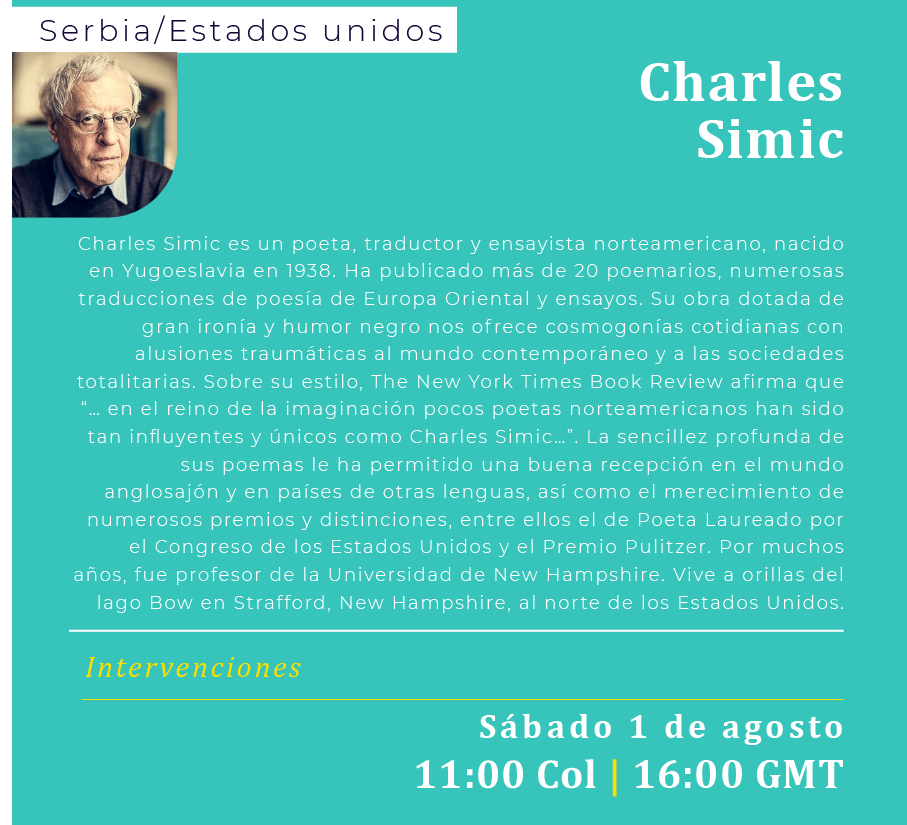 Serbia/Estados unidos
Charles
Simic
Charles Simic es un poeta, traductor y ensayista norteamericano, nacido
en Yugoeslavia en 1938. Ha publicado más de 20 poemarios, numerosas
traducciones de poesía de Europa Oriental y ensayos. Su obra dotada de
gran ironía y humor negro nos ofrece cosmogonías cotidianas con
alusiones traumáticas al mundo contemporáneo y a las sociedades
totalitarias. Sobre su estilo, The New York Times Book Review afirma que
“... en el reino de la imaginación pocos poetas norteamericanos han sido
tan influyentes y únicos como Charles Simic...”. La sencillez profunda de
sus poemas le ha permitido una buena recepción en el mundo
anglosajón y en países de otras lenguas, así como el merecimiento de
numerosos premios y distinciones, entre ellos el de Poeta Laureado por
el Congreso de los Estados Unidos y el Premio Pulitzer. Por muchos
años, fue profesor de la Universidad de New Hampshire. Vive a orillas del
lago Bow en Strafford, New Hampshire, al norte de los Estados Unidos.
Intervenciones
Sábado 1 de agosto
11:00 Col | 16:00 GMT